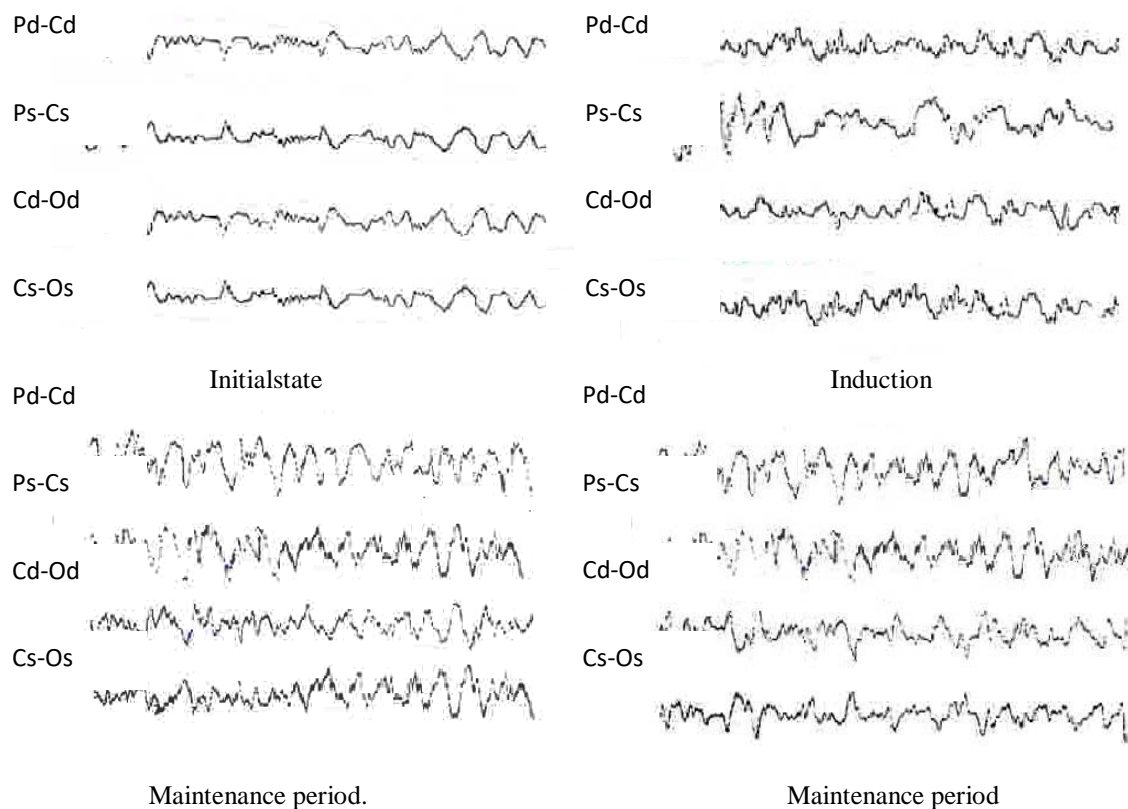 Pd-Cd
Ps-Cs
Cd-Od
Cs-Os
Initialstate
Pd-Cd
Ps-Cs
Cd-Od
Cs-Os
Induction
Pd-Cd
Ps-Cs
Cd-Od
Cs-Os
Maintenance period.
Pd-Cd
Ps-Cs
Cd-Od
Cs-Os
Maintenance period